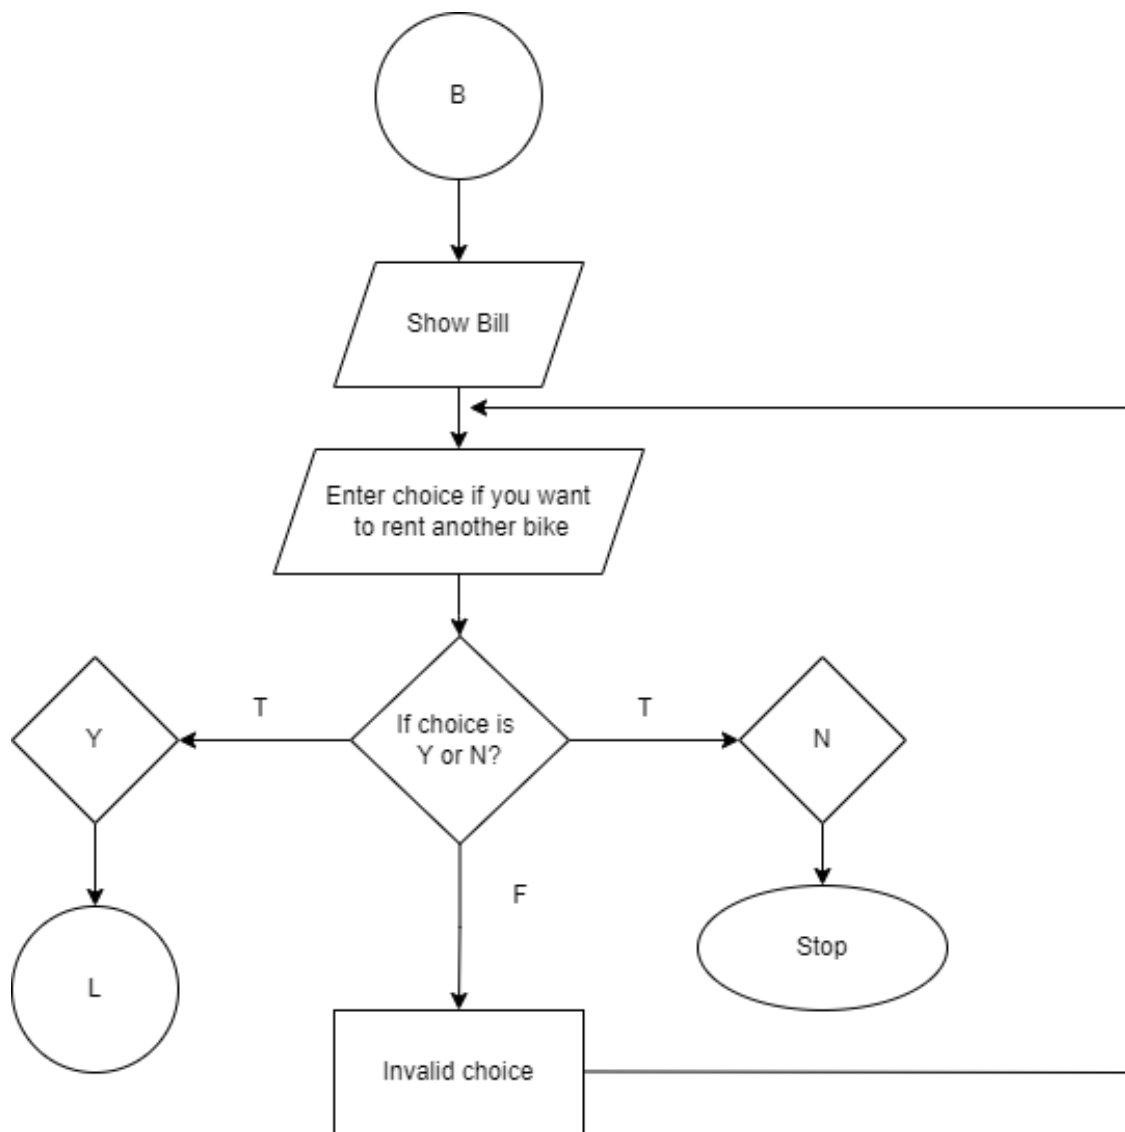 B
Show Bill
Enter choice if you want
to rent another bike
If choice is
Y or N?
T
T
Y
N
F
L
Stop
Invalid choice